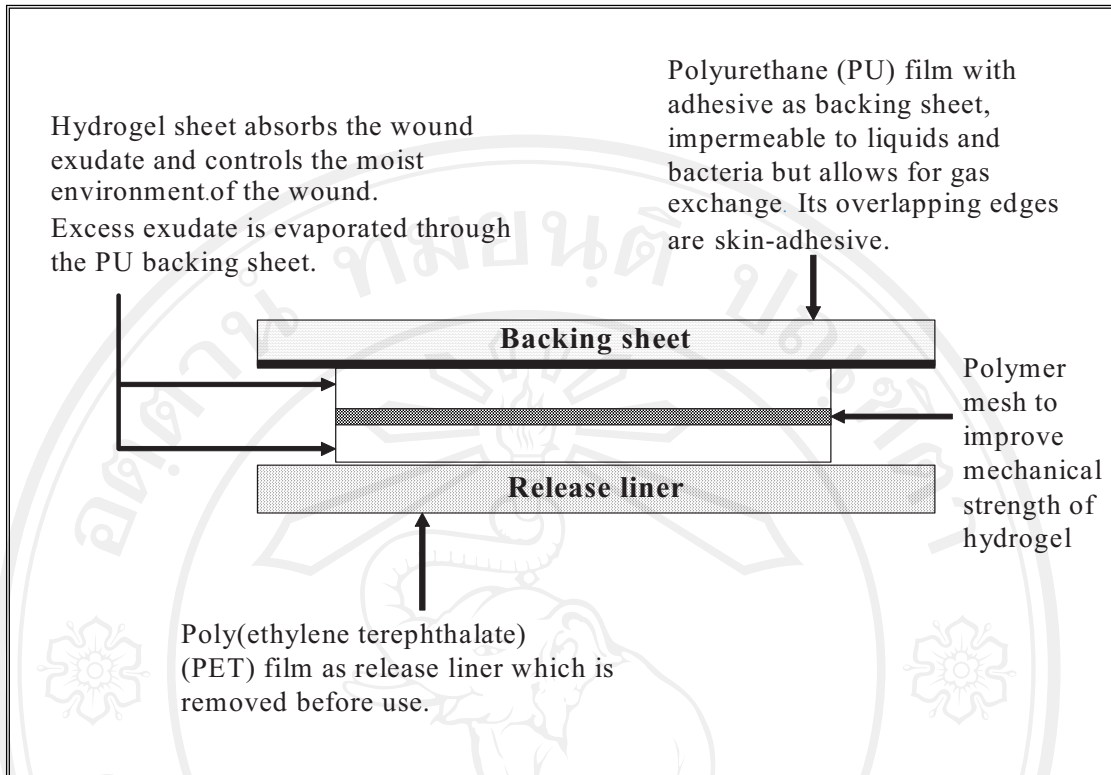 Polyurethane (PU) film with
adhesive as backing sheet,
impermeable to liquids and
bacteria but allows for gas
exchange. Its overlapping edges
are skin-adhesive.
Hydrogel sheet absorbs the wound
exudate and controls the moist
environment.of the wound.
Excess exudate is evaporated through
the PU backing sheet.
Backing sheet
Polymer
mesh to
improve
mechanical
strength of
hydrogel
Release liner
Poly(ethylene terephthalate)
(PET) film as release liner which is
removed before use.